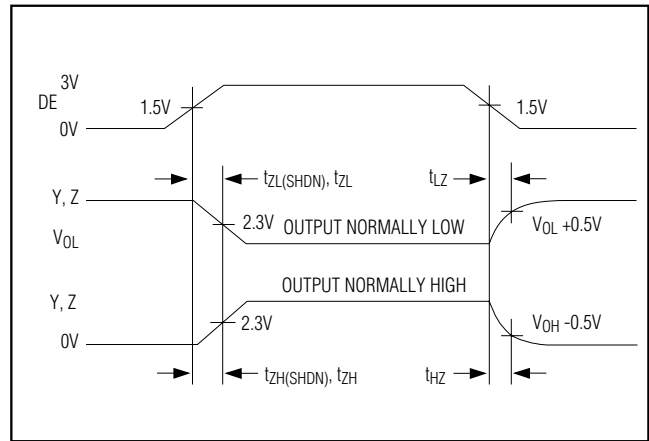 3V
DE
1.5V
1.5V
0V
tZL(SHDN), tZL
tLZ
Y, Z
2.3V
OUTPUT NORMALLY LOW
VOL +0.5V
VOL
OUTPUT NORMALLY HIGH
Y, Z
2.3V
VOH -0.5V
0V
tZH(SHDN), tZH
tHZ